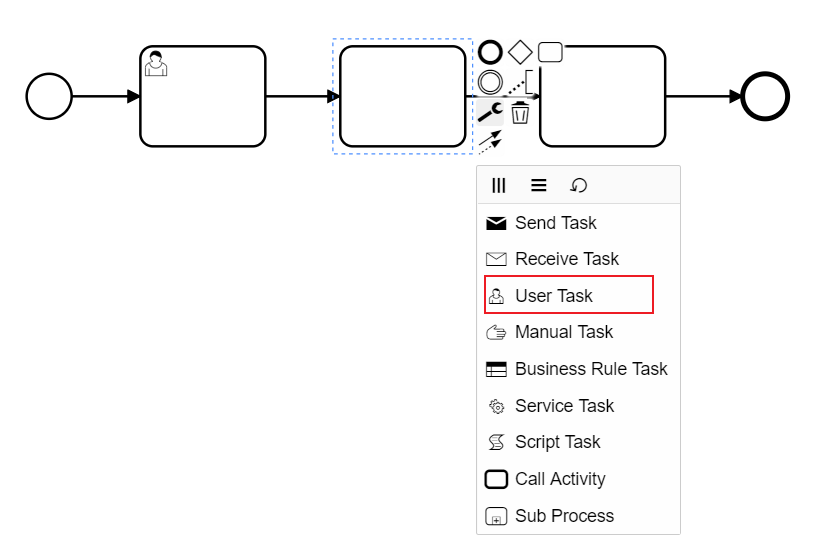 Send Task
Receive Task
User Task
Manual Task
Business Rule Task
Service Task
Script Task
Call Activity
Sub Process